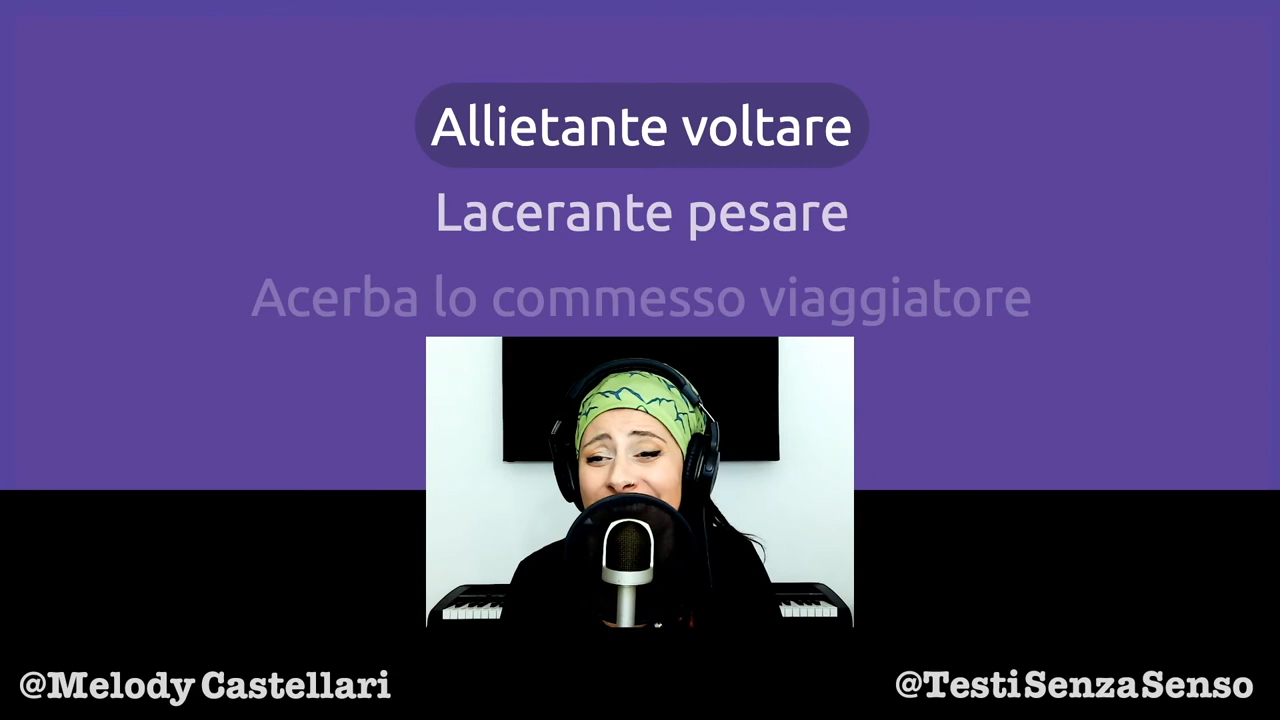 Allietante voltare
Lacerante pesare
Acerba lo commesso viaggiatore
@Melody Castellari
@TestiSenzaSenso